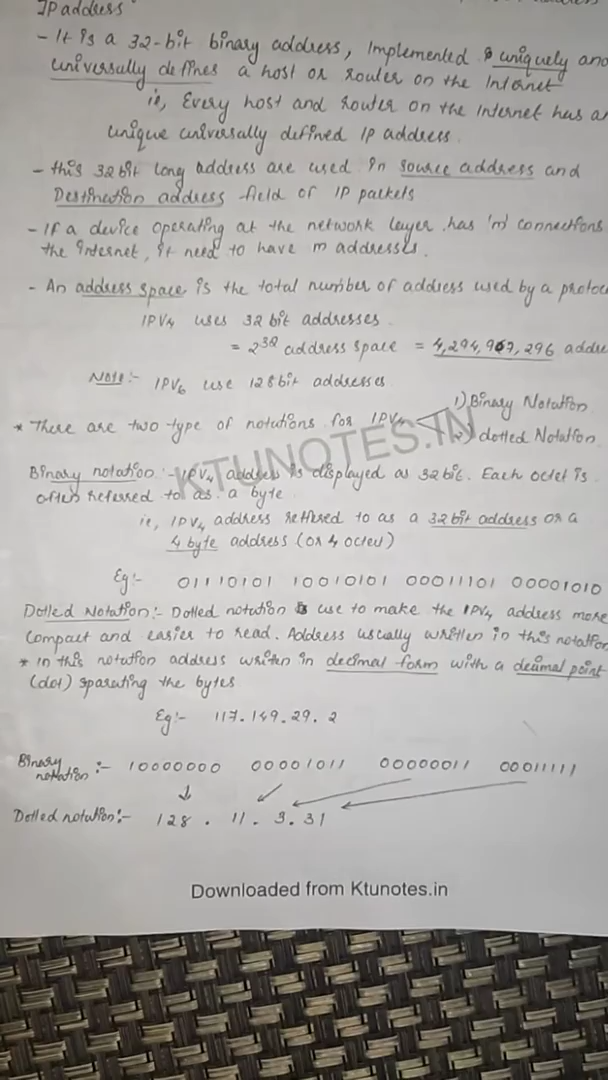 IP address
- It is a 32-bit binary address, implemented & uniquely and
universally defines a host or router on the Internet
ie, Every host and router on the Internet has an
unique universally defined IP address.
- this 32 bit long address are used in source address and
Destination address field of IP packets
- If a device operating at the network layer has 'm' connections
the internet, it need to have m addresses.
- An address space is the total number of address used by a protoc
IPV4 uses 32 bit addresses.
= 2^32 address space = 4,294,967,296 addre
Note:- IPV6 use 128 bit addresses.
* There are two type of notations for IPV4
1) Binary Notation
2) dotted Notation
KTUNOTES.IN
Binary notation: IPV4 address is displayed as 32 bit. Each octet is
often referred to as a byte
ie, IPV4 address reffered to as a 32 bit address or a
4 byte address (or 4 octed)
Eg:- 01110101 10010101 00011101 00001010
Dotted Notation:- Dotted notation is use to make the IPV4 address more
compact and easier to read. Address usually written in this notation
* in this notation address writen in decimal form with a decimal point
(dot) sparating the bytes
Eg:- 117.149.29.2
Binary notation :- 10000000 00001011 00000011 00011111
Dotted notation:- 128 . 11 . 3 . 31
Downloaded from Ktunotes.in